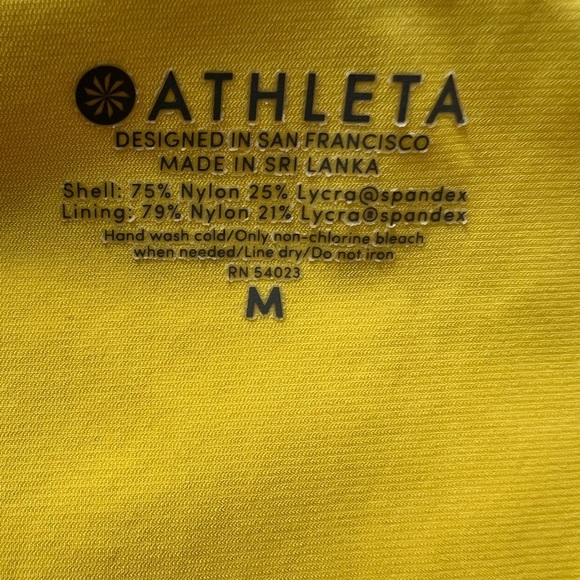 ATHLETA
DESIGNED IN SAN FRANCISCO
MADE IN SRI LANKA
Shell: 75% Nylon 25% Lycra@spandex
Lining: 79% Nylon 21% Lycra®spandex
Hand wash cold/Only non-chlorine bleach
when needed/Line dry/Do not iron
RN 54023
M